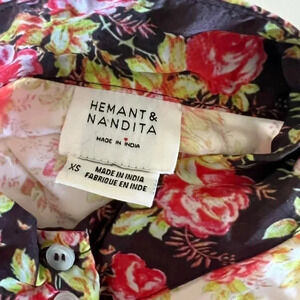 HEMANT &
NANDITA
MADE IN INDIA
XS
MADE IN INDIA
FABRIQUE EN INDE